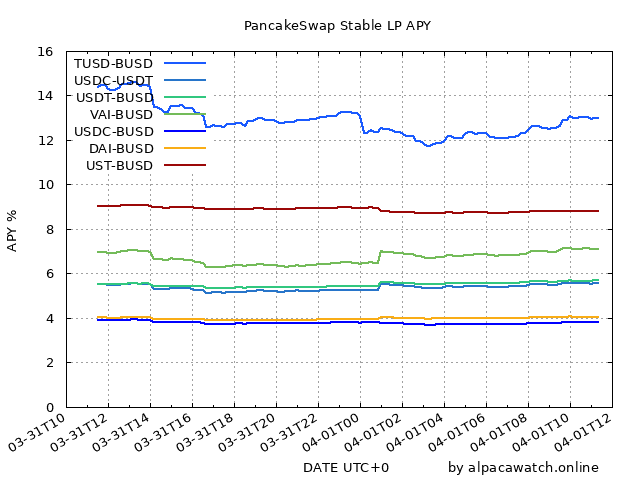 PancakeSwap Stable LP APY
16
14
12
10
8
6
4
2
0
APY %
TUSD-BUSD
USDC-USDT
USDT-BUSD
VAI-BUSD
USDC-BUSD
DAI-BUSD
UST-BUSD
03-31T10
03-31T12
03-31T14
03-31T16
03-31T18
03-31T20
03-31T22
04-01T00
04-01T02
04-01T04
04-01T06
04-01T08
04-01T10
04-01T12
DATE UTC+0
by alpacawatch.online